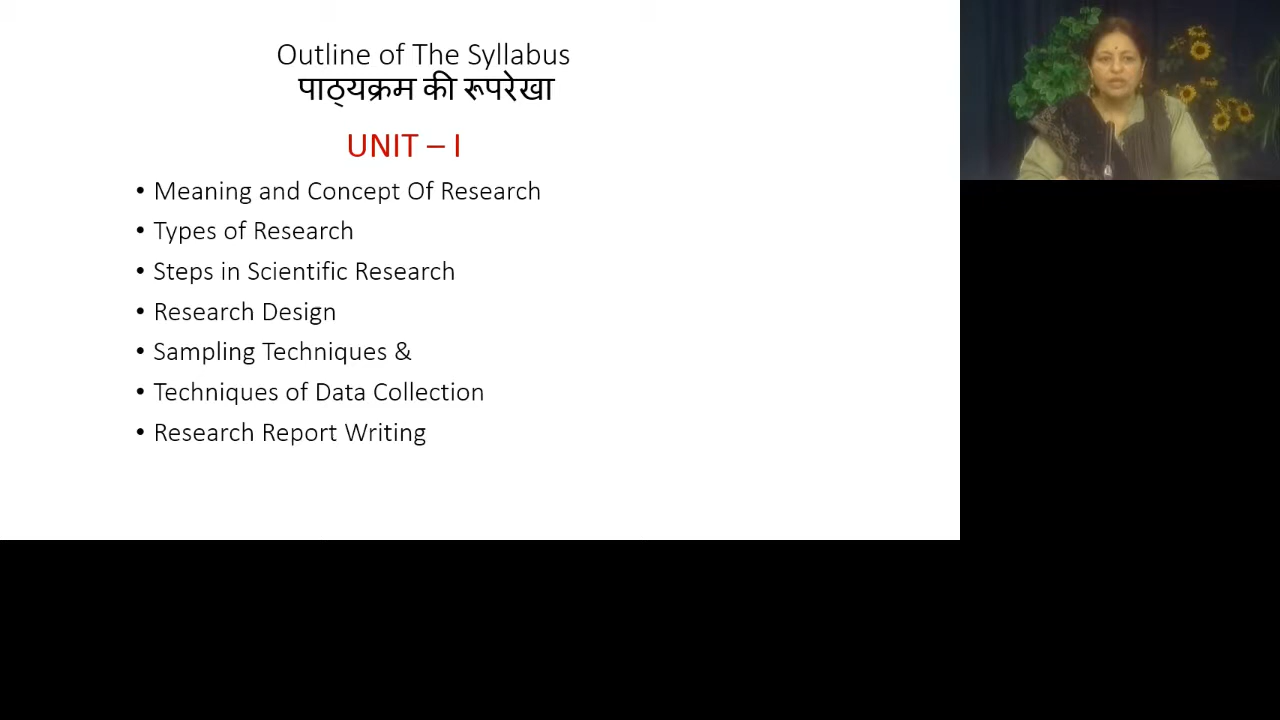 Outline of The Syllabus
पाठ्यक्रम की रूपरेखा
UNIT – I
• Meaning and Concept Of Research
• Types of Research
• Steps in Scientific Research
• Research Design
• Sampling Techniques &
• Techniques of Data Collection
• Research Report Writing